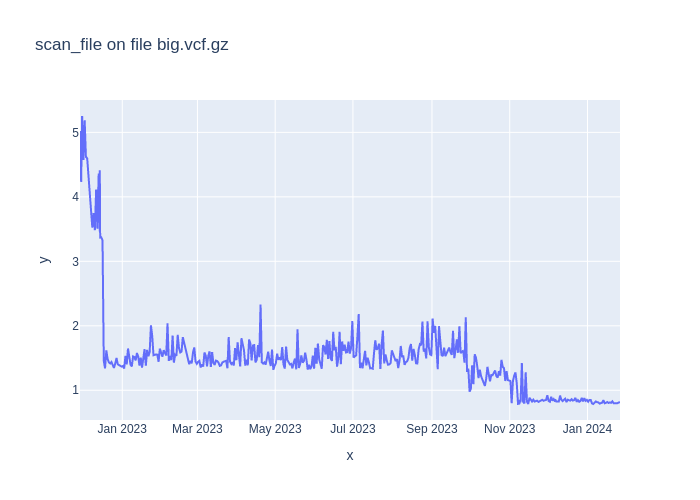 scan_file on file big.vcf.gz
5
4
3
2
1
y
Jan 2023
Mar 2023
May 2023
Jul 2023
Sep 2023
Nov 2023
Jan 2024
x